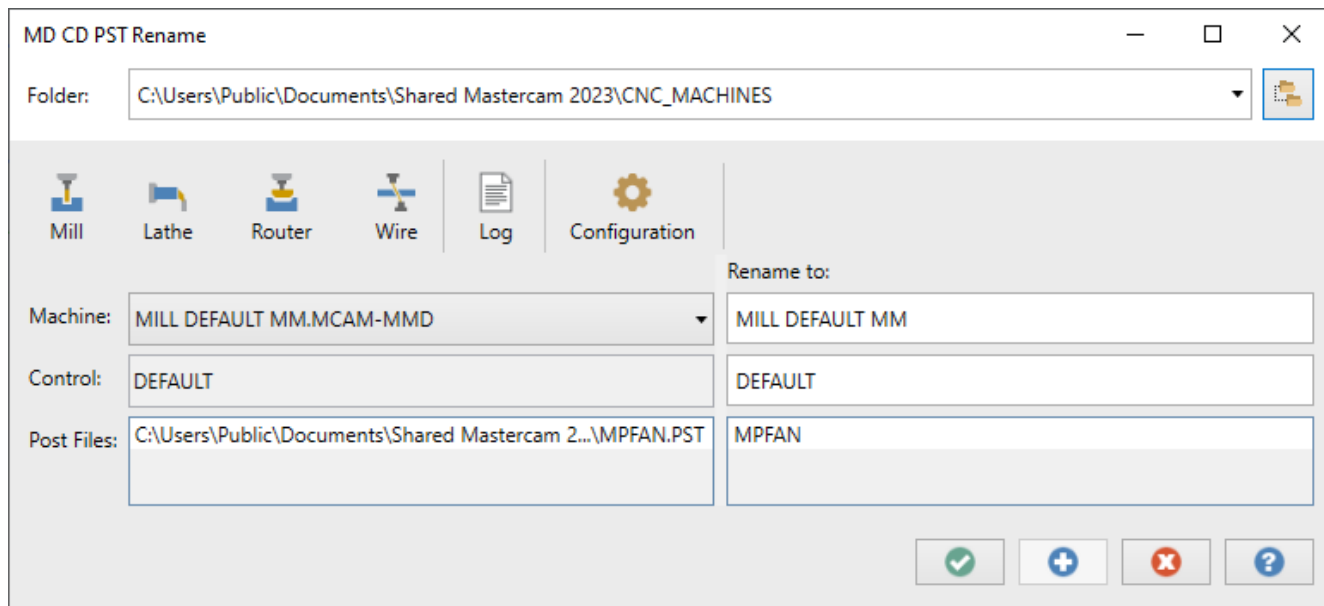 MD CD PST Rename
Folder: C:\Users\Public\Documents\Shared Mastercam 2023\CNC_MACHINES
Mill Lathe Router Wire Log Configuration
Rename to:
Machine: MILL DEFAULT MM.MCAM-MMD MILL DEFAULT MM
Control: DEFAULT DEFAULT
Post Files: C:\Users\Public\Documents\Shared Mastercam 2...\MPFAN.PST MPFAN